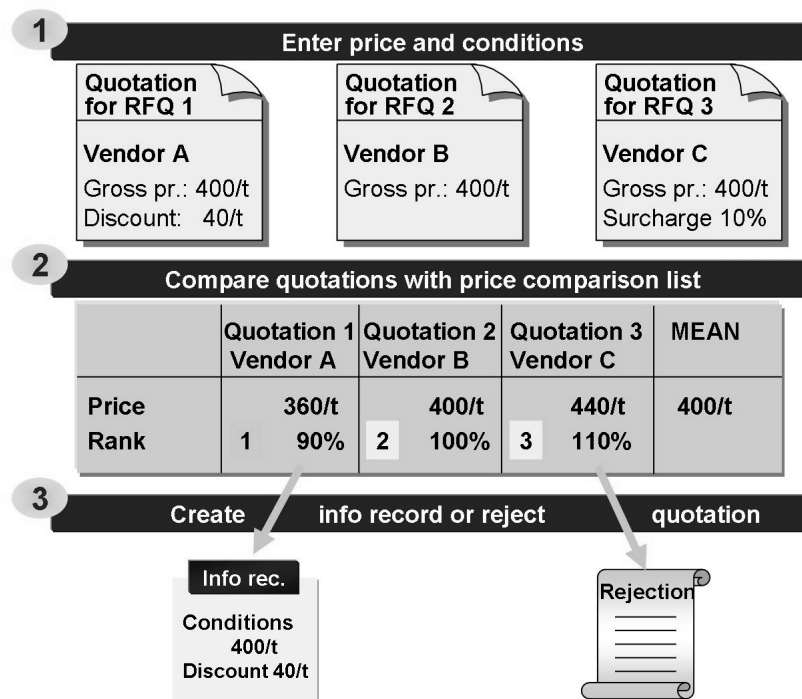 1
Enter price and conditions
Quotation
for RFQ 1
Vendor A
Gross pr.: 400/t
Discount: 40/t
Quotation
for RFQ 2
Vendor B
Gross pr.: 400/t
Quotation
for RFQ 3
Vendor C
Gross pr.: 400/t
Surcharge 10%
2
Compare quotations with price comparison list
Quotation 1 Quotation 2 Quotation 3 MEAN
Vendor A Vendor B Vendor C
Price 360/t 400/t 440/t 400/t
Rank 1 90% 2 100% 3 110%
3
Create info record or reject quotation
Info rec.
Conditions
400/t
Discount 40/t
Rejection